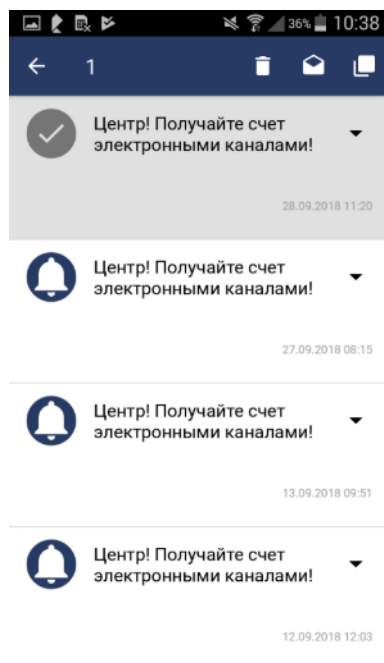 36% 10:38
1
Центр! Получайте счет
электронными каналами!
28.09.2018 11:20
Центр! Получайте счет
электронными каналами!
27.09.2018 08:15
Центр! Получайте счет
электронными каналами!
13.09.2018 09:51
Центр! Получайте счет
электронными каналами!
12.09.2018 12:03